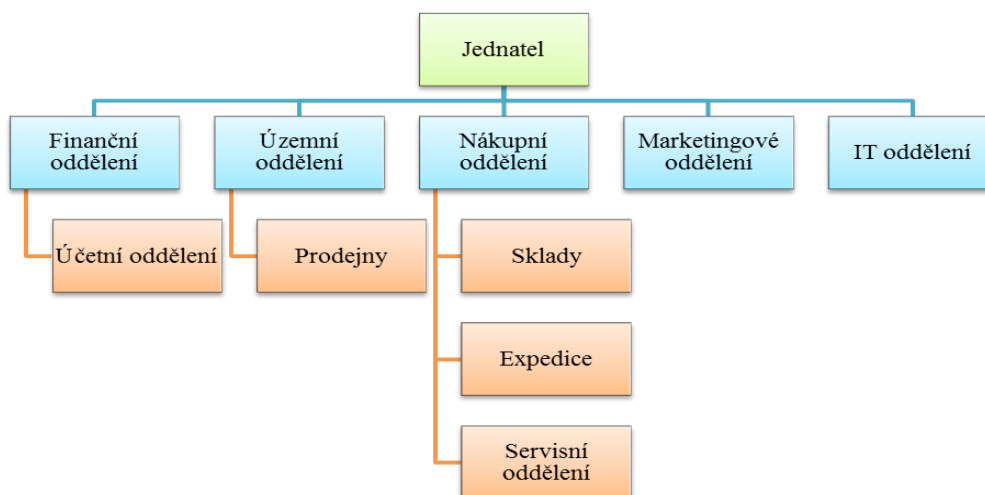 Jednatel
Finanční
oddělení
Územní
oddělení
Nákupní
oddělení
Marketingové
oddělení
IT oddělení
Účetní oddělení
Prodejny
Sklady
Expedice
Servisní
oddělení